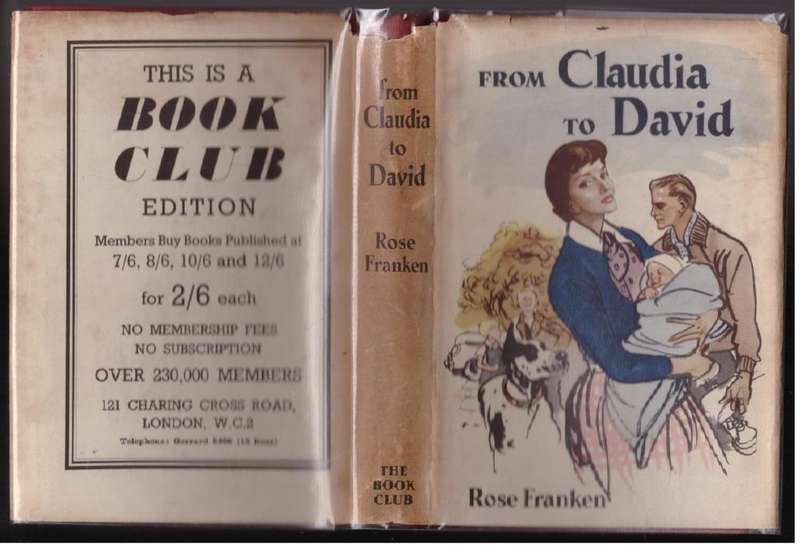 THIS IS A
BOOK
CLUB
EDITION
Members Buy Books Published at
7/6, 8/6, 10/6 and 12/6
for 2/6 each
NO MEMBERSHIP FEES
NO SUBSCRIPTION
OVER 230,000 MEMBERS
121 CHARING CROSS ROAD,
LONDON, W.C.2
Telephone: Gerrard
from
Claudia
to
David
Rose
Franken
THE
BOOK
CLUB
FROM Claudia
TO David
Rose Franken